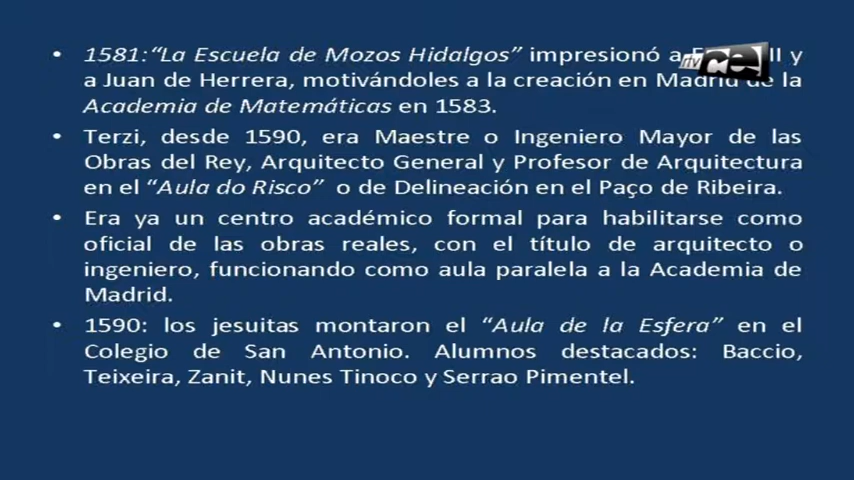 • 1581:“La Escuela de Mozos Hidalgos” impresionó a II y
a Juan de Herrera, motivándoles a la creación en Madrid de la
Academia de Matemáticas en 1583.
• Terzi, desde 1590, era Maestre o Ingeniero Mayor de las
Obras del Rey, Arquitecto General y Profesor de Arquitectura
en el “Aula do Risco” o de Delineación en el Paço de Ribeira.
• Era ya un centro académico formal para habilitarse como
oficial de las obras reales, con el título de arquitecto o
ingeniero, funcionando como aula paralela a la Academia de
Madrid.
• 1590: los jesuitas montaron el “Aula de la Esfera” en el
Colegio de San Antonio. Alumnos destacados: Baccio,
Teixeira, Zanit, Nunes Tinoco y Serrao Pimentel.
rtv cej